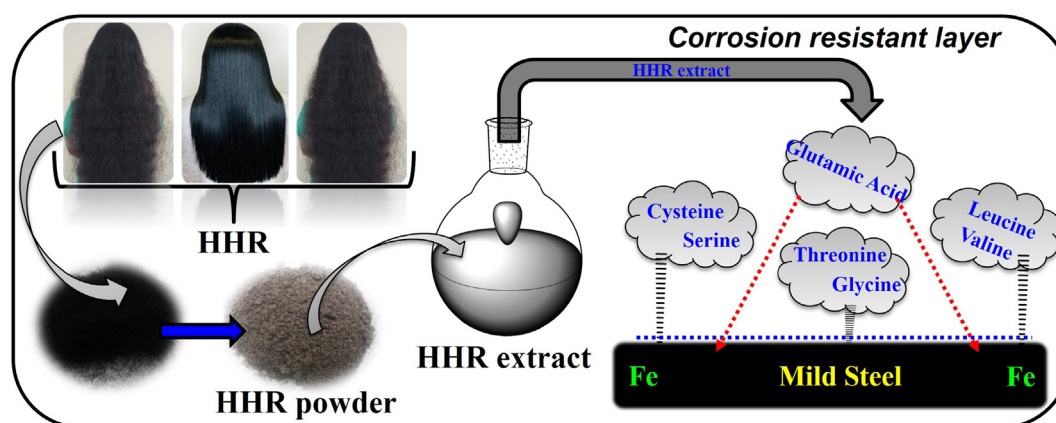 Corrosion resistant layer
HHR extract
HHR
Glutamic Acid
Cysteine
Serine
Leucine
Valine
Threonine
Glycine
HHR extract
HHR powder
Fe
Mild Steel
Fe